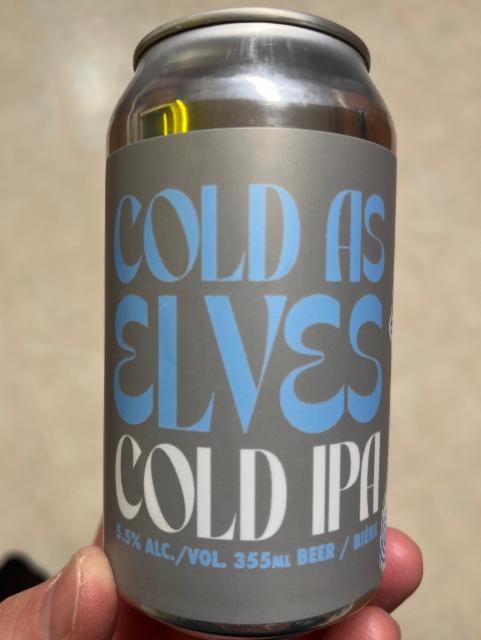 COLD AS
ELVES
COLD IPA
5.5% ALC./VOL. 355ML BEER / BIÈRE